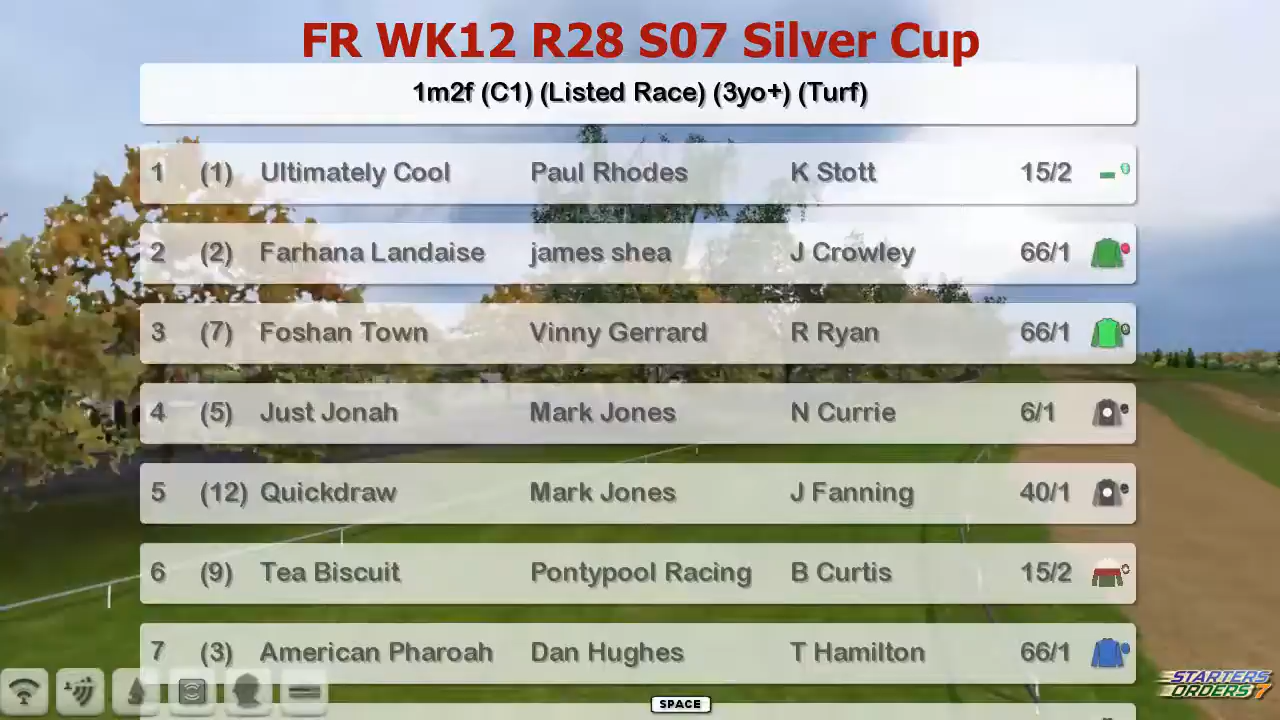 FR WK12 R28 S07 Silver Cup
1m2f (C1) (Listed Race) (3yo+) (Turf)
1 (1) Ultimately Cool Paul Rhodes K Stott 15/2
2 (2) Farhana Landaise james shea J Crowley 66/1
3 (7) Foshan Town Vinny Gerrard R Ryan 66/1
4 (5) Just Jonah Mark Jones N Currie 6/1
5 (12) Quickdraw Mark Jones J Fanning 40/1
6 (9) Tea Biscuit Pontypool Racing B Curtis 15/2
7 (3) American Pharoah Dan Hughes T Hamilton 66/1
SPACE
STARTERS ORDERS 7